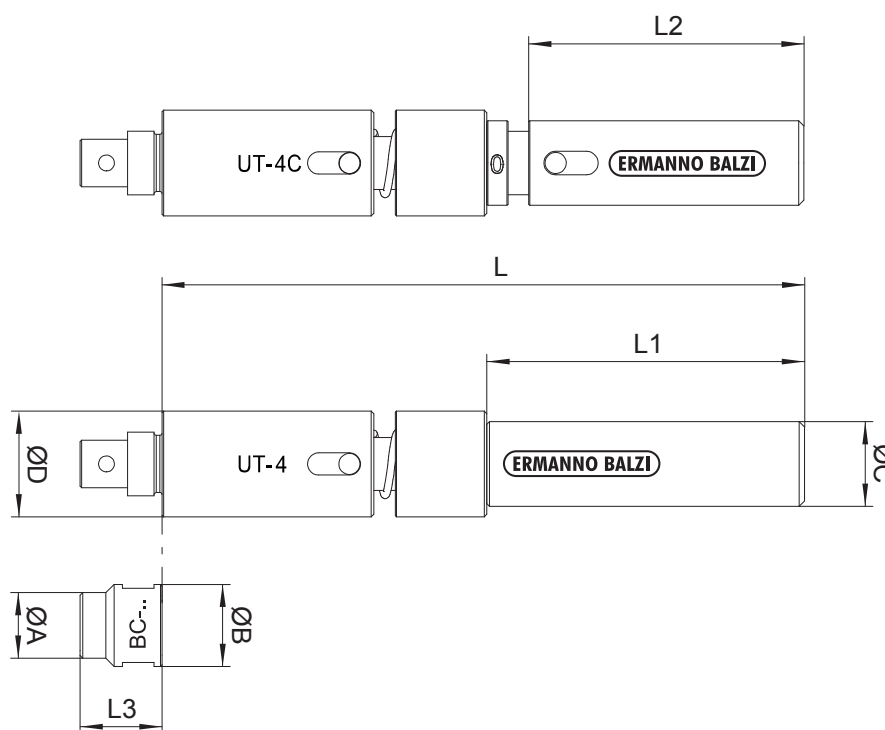 L2
UT-4C
ERMANNO BALZI
L
L1
ØD
UT-4
ERMANNO BALZI
ØC
ØA
BC-..
ØB
L3